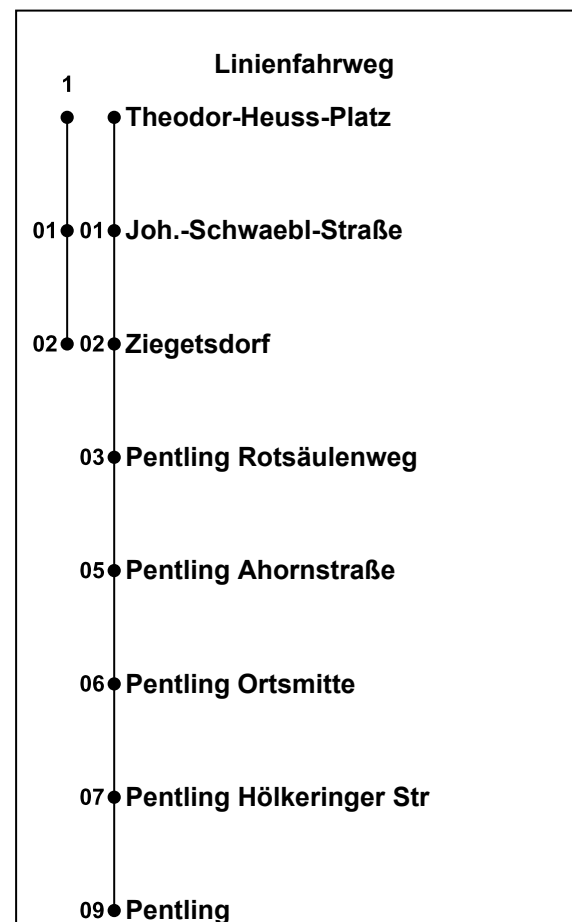 Linienfahrweg
1
Theodor-Heuss-Platz
01 01 Joh.-Schwaebl-Straße
02 02 Ziegetsdorf
03 Pentling Rotsäulenweg
05 Pentling Ahornstraße
06 Pentling Ortsmitte
07 Pentling Hölkeringer Str
09 Pentling